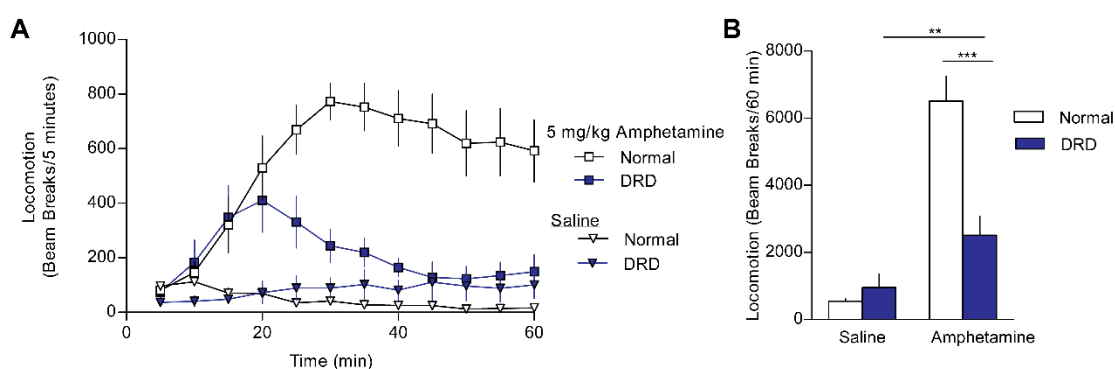 A
Locomotion
(Beam Breaks/5 minutes)
1000
800
600
400
200
0
0
20
40
60
Time (min)
5 mg/kg Amphetamine
Normal
DRD
Saline
Normal
DRD
B
Locomotion (Beam Breaks/60 min)
8000
6000
4000
2000
0
**
***
Saline
Amphetamine
Normal
DRD